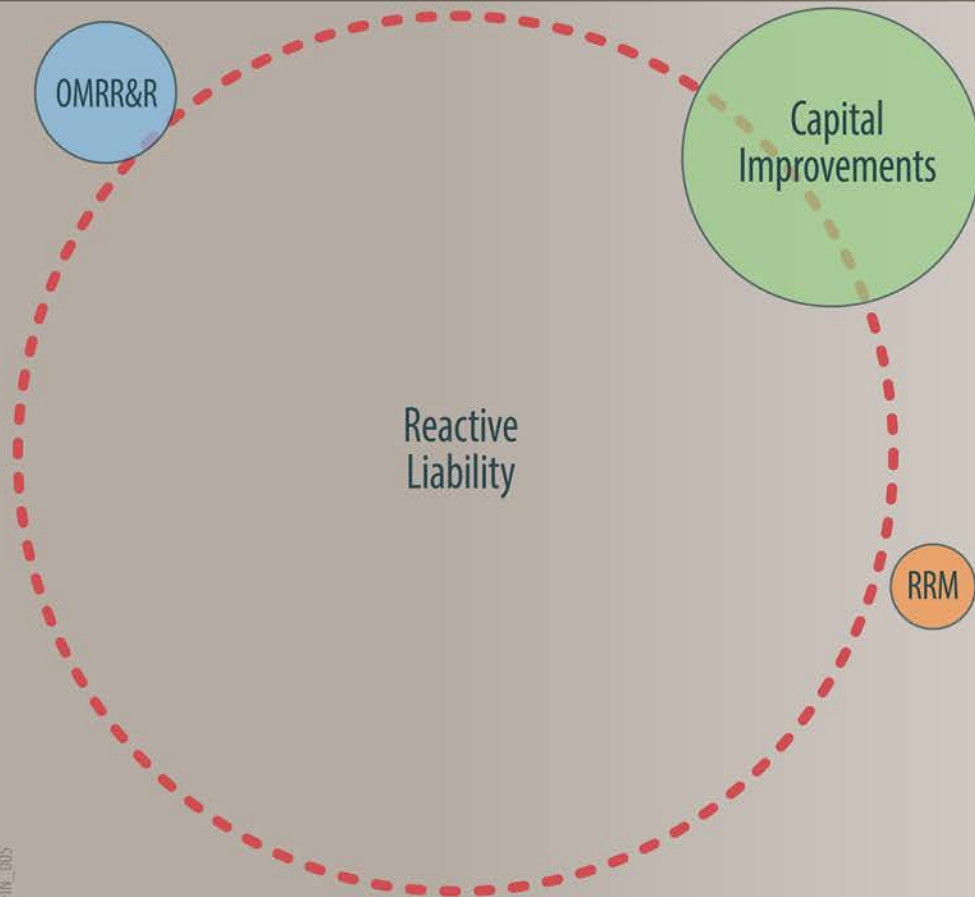 OMRR&R
Capital
Improvements
Reactive
Liability
RRM